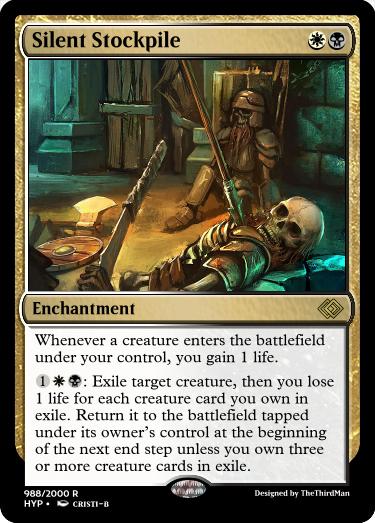 Silent Stockpile
Enchantment
Whenever a creature enters the battlefield
under your control, you gain 1 life.
1: Exile target creature, then you lose
1 life for each creature card you own in
exile. Return it to the battlefield tapped
under its owner's control at the beginning
of the next end step unless you own three
or more creature cards in exile.
988/2000 R
HYP • CRISTI-B
Designed by TheThirdMan